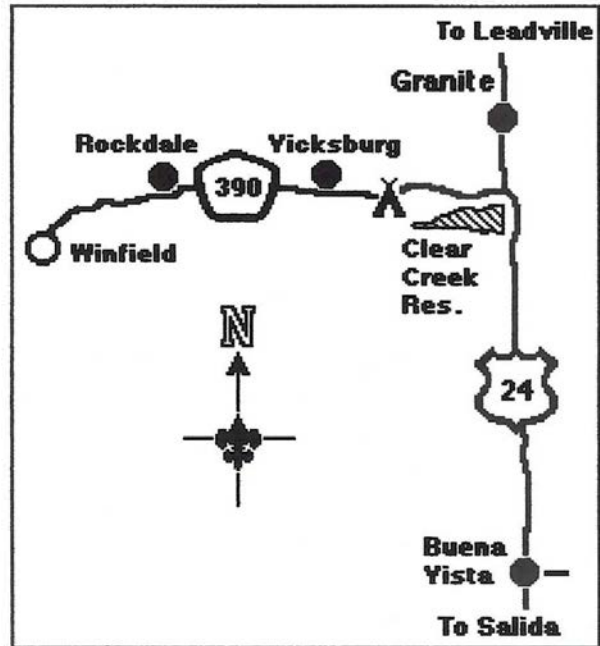 To Leadville
Granite
Rockdale
Vicksburg
390
Winfield
Clear
Creek
Res.
N
24
Buena
Vista
To Salida